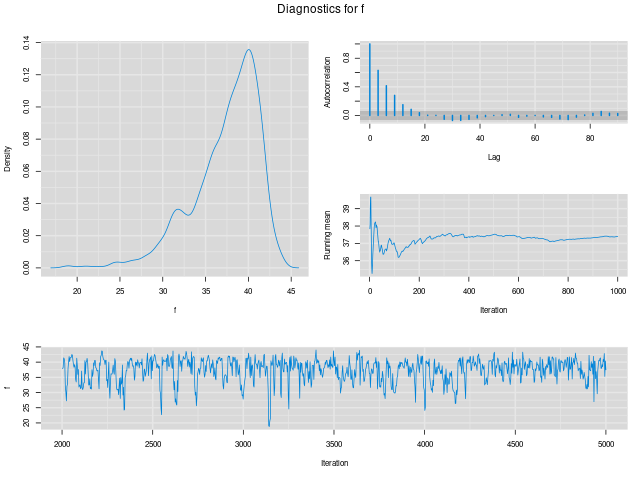 Diagnostics for f
Density
0.00
0.02
0.04
0.06
0.08
0.10
0.12
0.14
20 25 30 35 40 45
f
Autocorrelation
0.0
0.4
0.8
0 20 40 60 80
Lag
Running mean
36
37
38
39
0 200 400 600 800 1000
Iteration
f
20
25
30
35
40
45
2000 2500 3000 3500 4000 4500 5000
Iteration